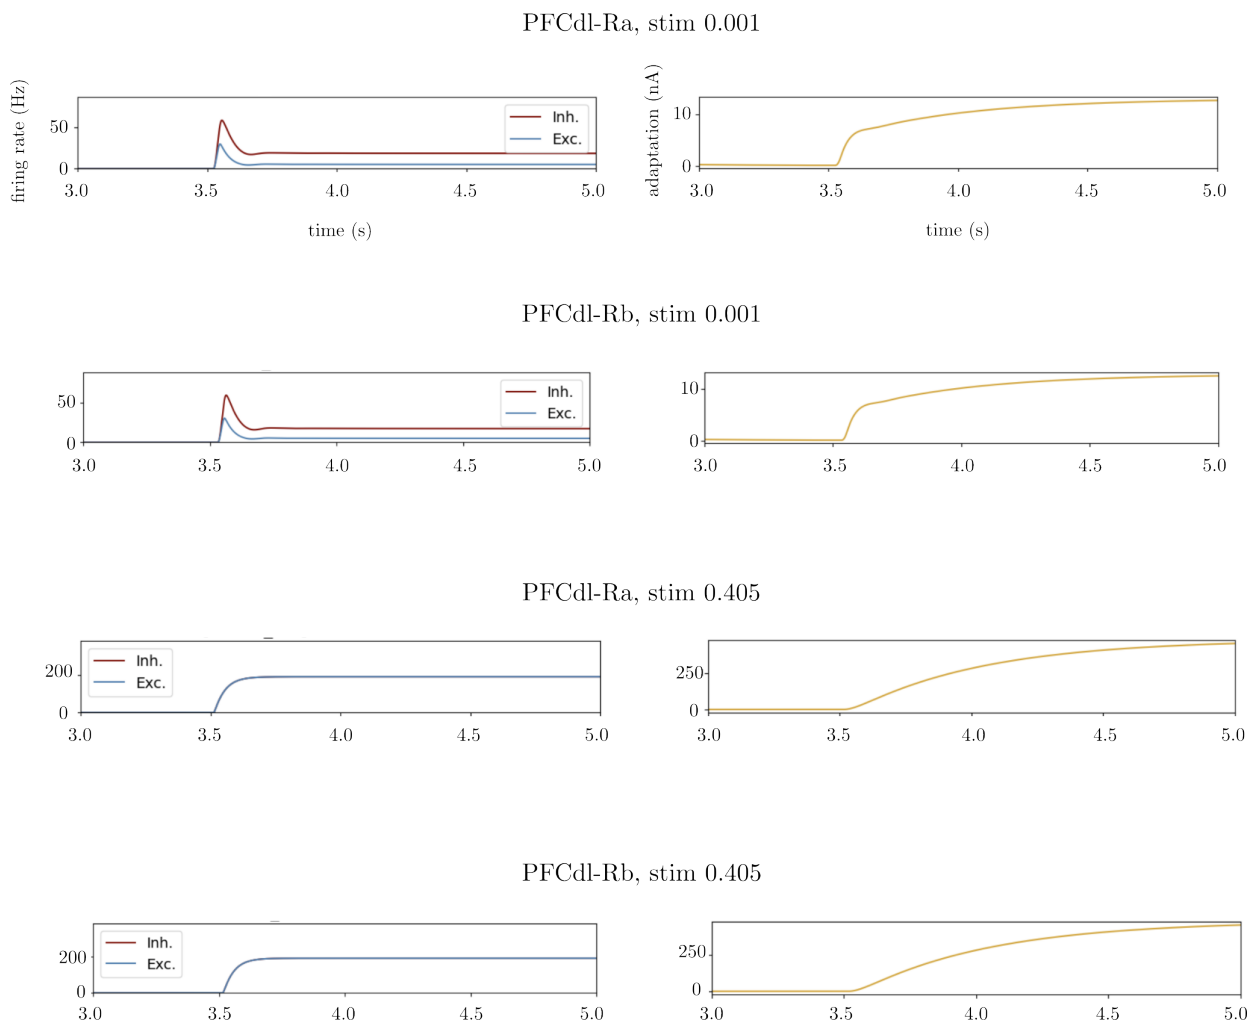 PFCdl-Ra, stim 0.001
firing rate (Hz)
50
0
Inh.
Exc.
3.0 3.5 4.0 4.5 5.0
time (s)
adaptation (nA)
10
0
3.0 3.5 4.0 4.5 5.0
time (s)
PFCdl-Rb, stim 0.001
50
0
Inh.
Exc.
3.0 3.5 4.0 4.5 5.0
10
0
3.0 3.5 4.0 4.5 5.0
PFCdl-Ra, stim 0.405
200
0
Inh.
Exc.
3.0 3.5 4.0 4.5 5.0
250
0
3.0 3.5 4.0 4.5 5.0
PFCdl-Rb, stim 0.405
200
0
Inh.
Exc.
3.0 3.5 4.0 4.5 5.0
250
0
3.0 3.5 4.0 4.5 5.0